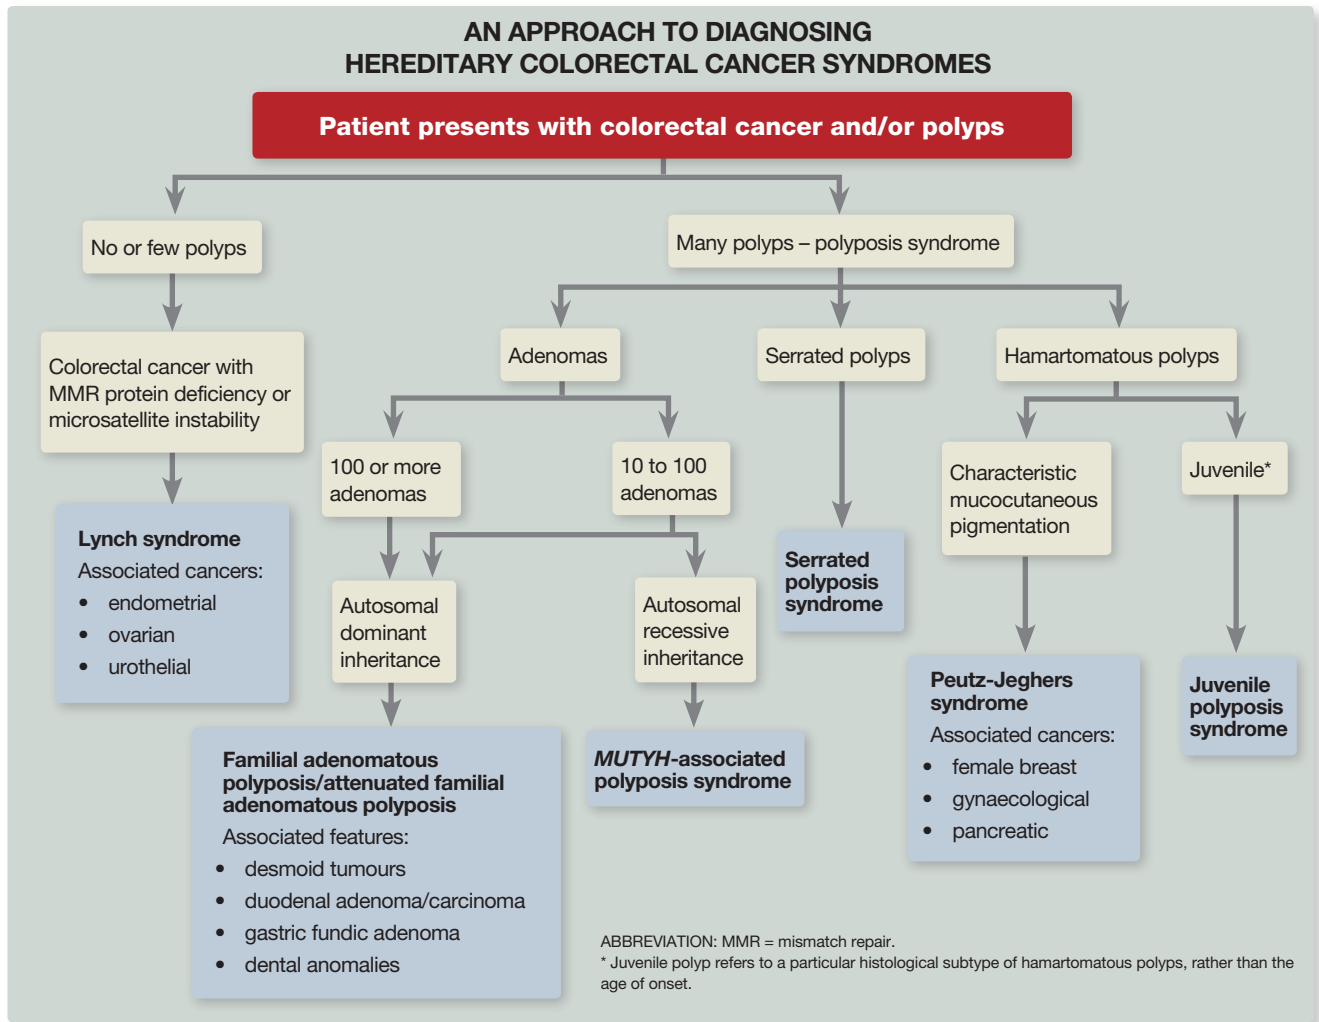 AN APPROACH TO DIAGNOSING
HEREDITARY COLORECTAL CANCER SYNDROMES
Patient presents with colorectal cancer and/or polyps
No or few polyps
Many polyps – polyposis syndrome
Colorectal cancer with
MMR protein deficiency or
microsatellite instability
Adenomas
Serrated polyps
Hamartomatous polyps
100 or more
adenomas
10 to 100
adenomas
Characteristic
mucocutaneous
pigmentation
Juvenile*
Lynch syndrome
Associated cancers:
• endometrial
• ovarian
• urothelial
Autosomal
dominant
inheritance
Autosomal
recessive
inheritance
Serrated
polyposis
syndrome
Peutz-Jeghers
syndrome
Associated cancers:
• female breast
• gynaecological
• pancreatic
Juvenile
polyposis
syndrome
Familial adenomatous
polyposis/attenuated familial
adenomatous polyposis
Associated features:
• desmoid tumours
• duodenal adenoma/carcinoma
• gastric fundic adenoma
• dental anomalies
MUTYH-associated
polyposis syndrome
ABBREVIATION: MMR = mismatch repair.
* Juvenile polyp refers to a particular histological subtype of hamartomatous polyps, rather than the
age of onset.